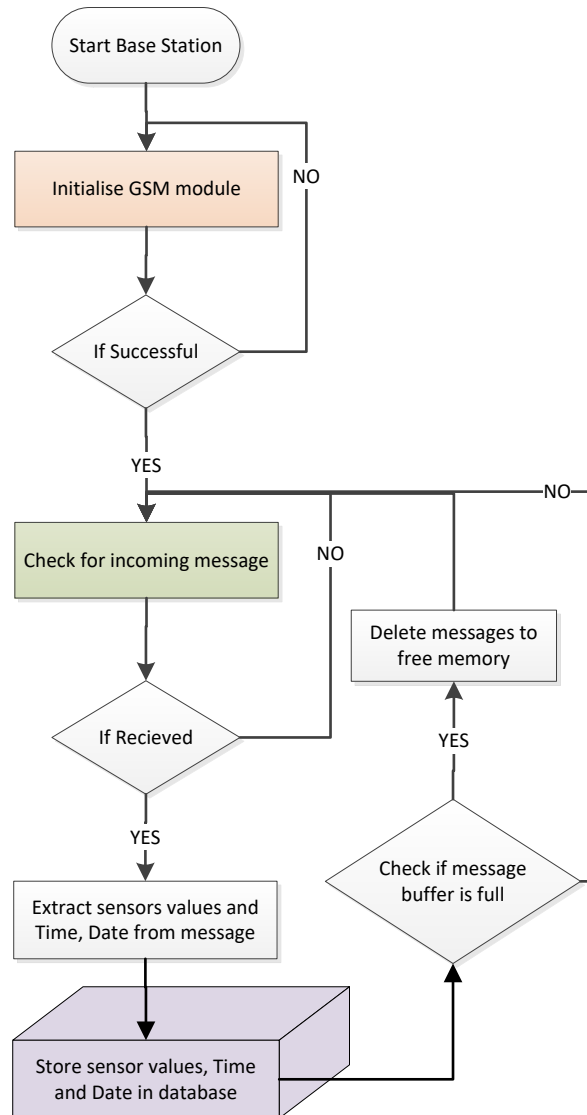 Start Base Station
NO
Initialise GSM module
If Successful
YES
NO
Check for incoming message
NO
Delete messages to
free memory
If Recieved
YES
YES
Check if message
buffer is full
Extract sensors values and
Time, Date from message
Store sensor values, Time
and Date in database